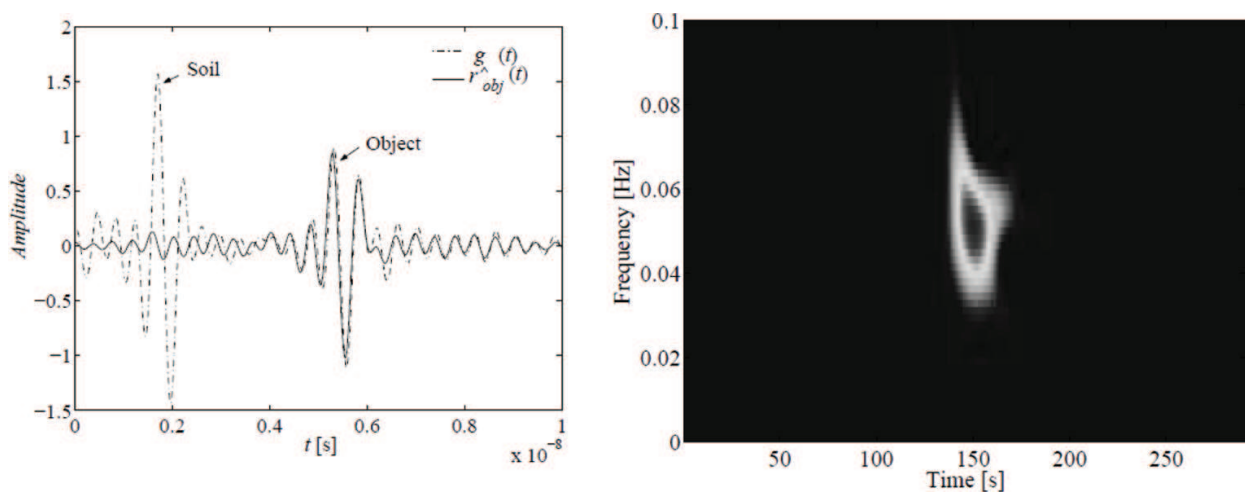 2
1.5
1
0.5
0
−0.5
−1
−1.5
Amplitude
Soil
Object
g (t)
r^obj (t)
0 0.2 0.4 0.6 0.8 1
t [s]
x 10−8
0.1
0.08
0.06
0.04
0.02
0
Frequency [Hz]
50 100 150 200 250
Time [s]